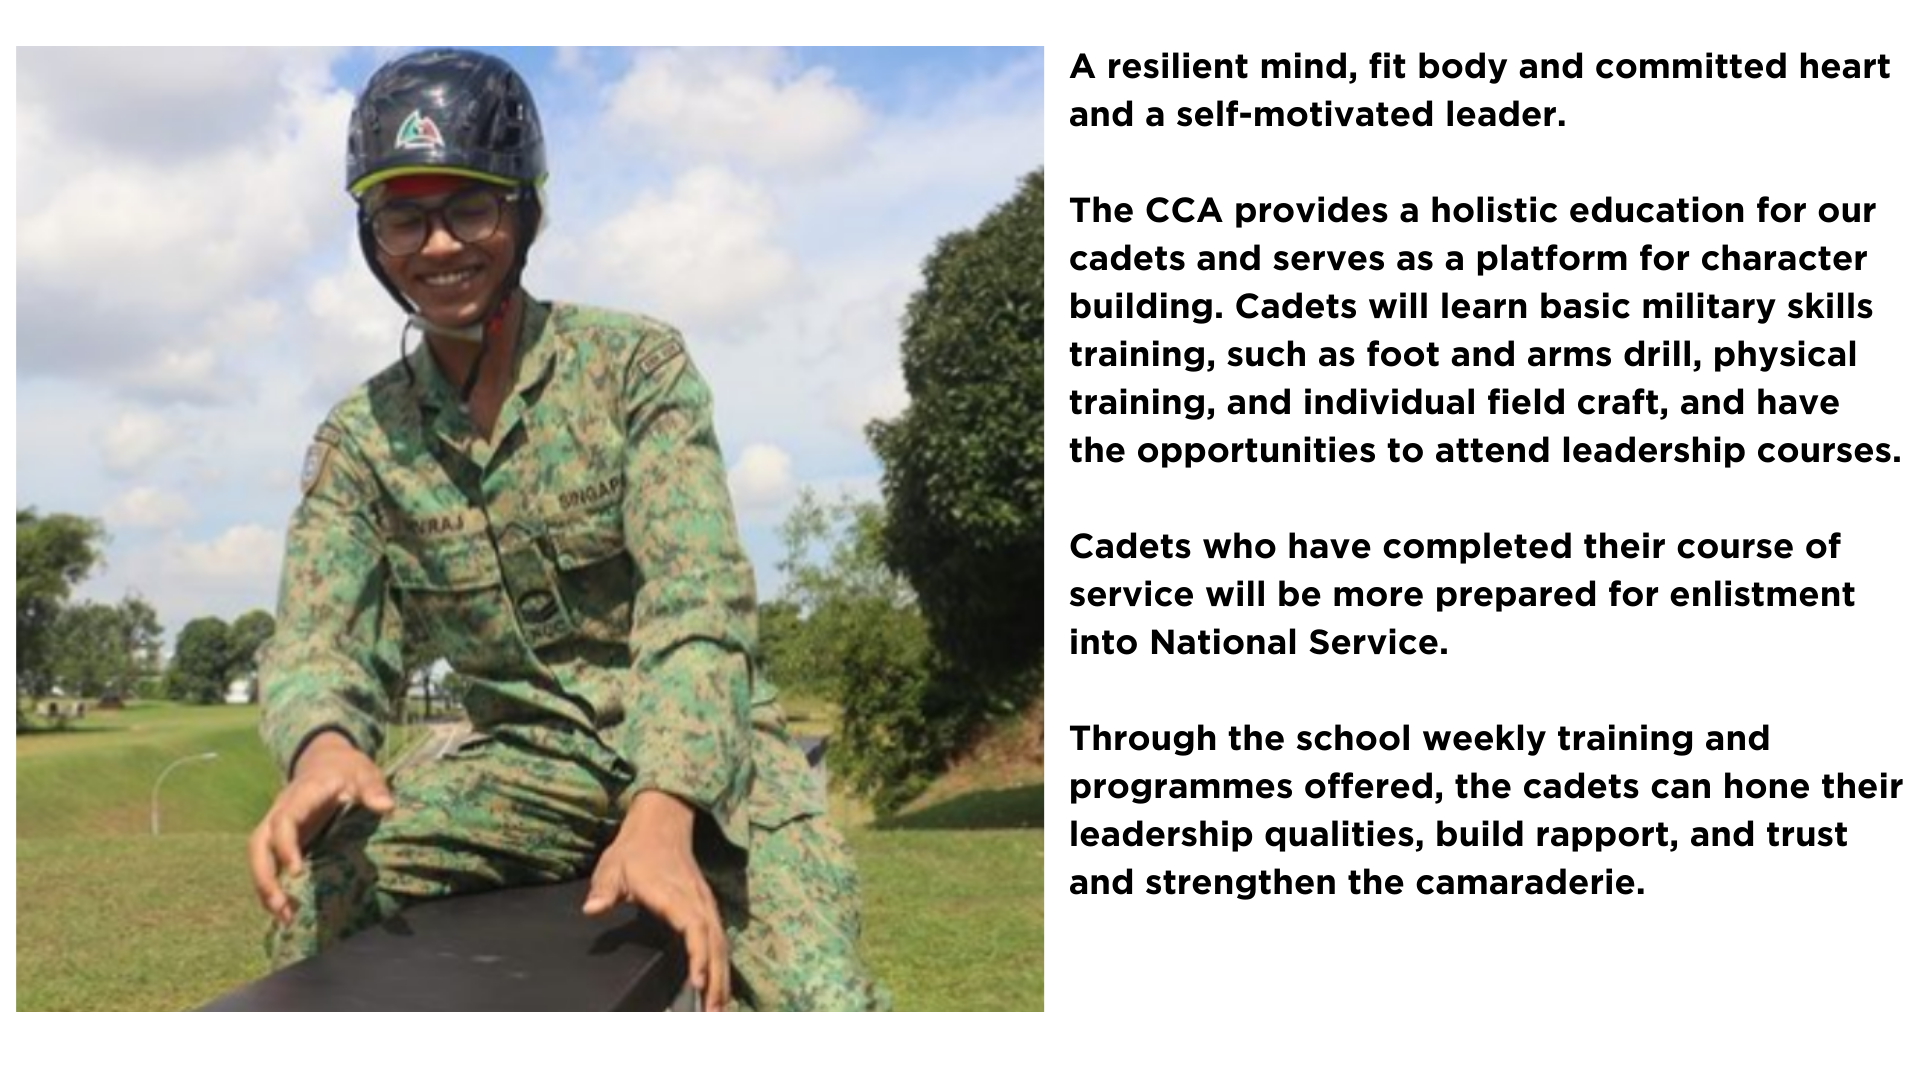 A resilient mind, fit body and committed heart
and a self-motivated leader.
The CCA provides a holistic education for our
cadets and serves as a platform for character
building. Cadets will learn basic military skills
training, such as foot and arms drill, physical
training, and individual field craft, and have
the opportunities to attend leadership courses.
Cadets who have completed their course of
service will be more prepared for enlistment
into National Service.
Through the school weekly training and
programmes offered, the cadets can hone their
leadership qualities, build rapport, and trust
and strengthen the camaraderie.